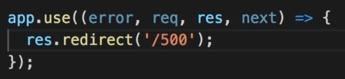 app.use((error, req, res, next) => {
  res.redirect('/500');
});